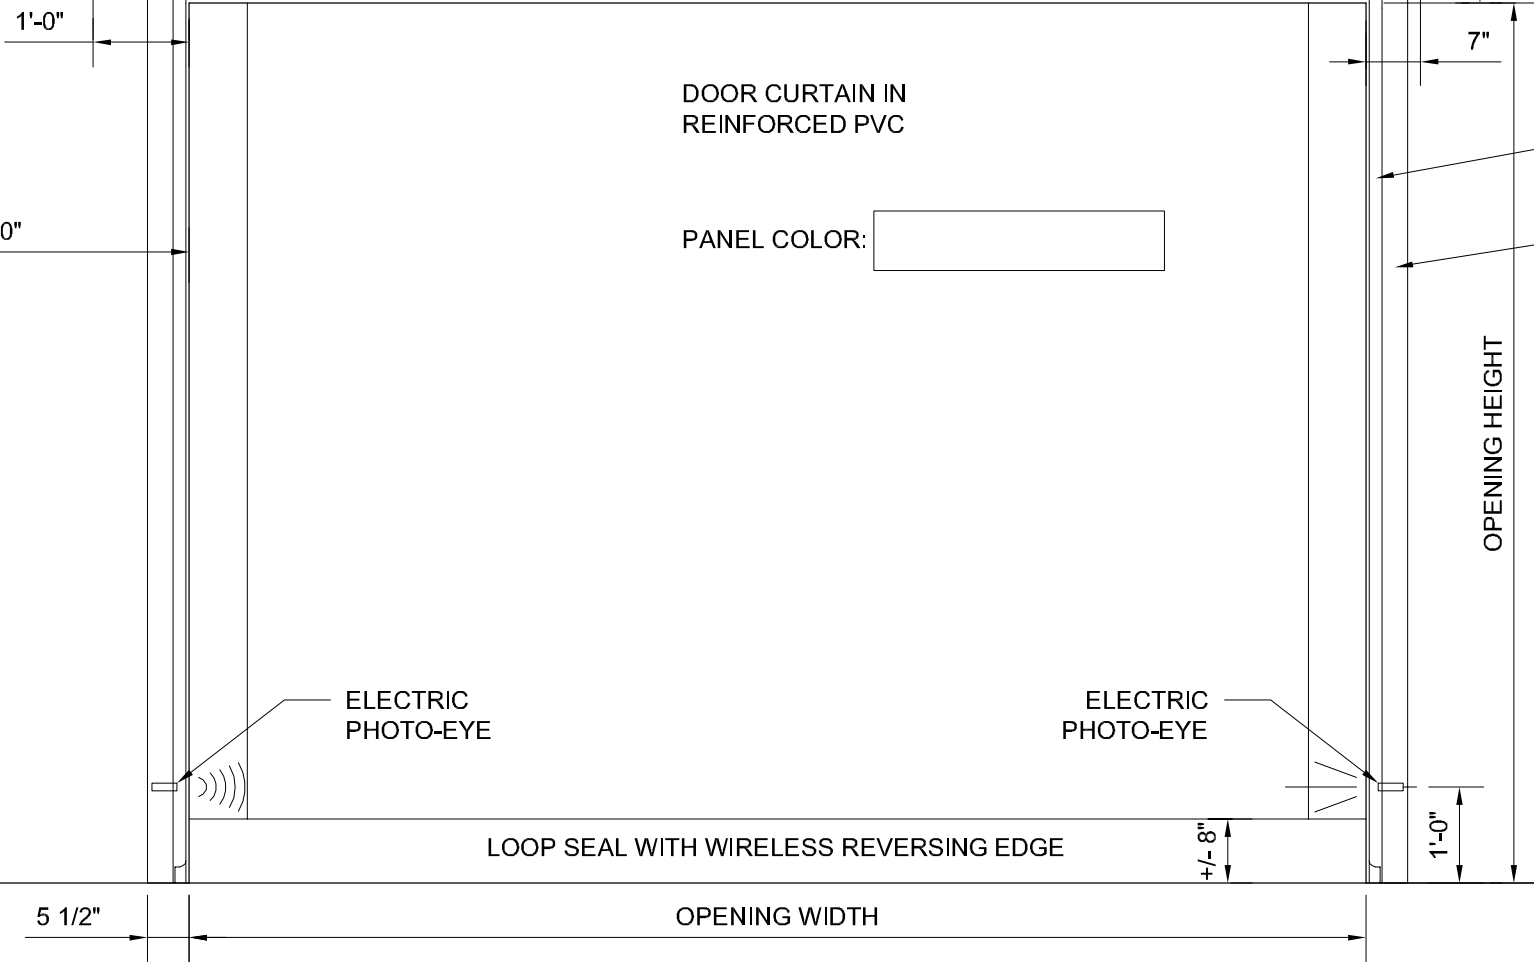 1'-0"
7"
DOOR CURTAIN IN
REINFORCED PVC
0"
PANEL COLOR:
OPENING HEIGHT
ELECTRIC
PHOTO-EYE
ELECTRIC
PHOTO-EYE
LOOP SEAL WITH WIRELESS REVERSING EDGE
+/- 8"
1'-0"
5 1/2"
OPENING WIDTH